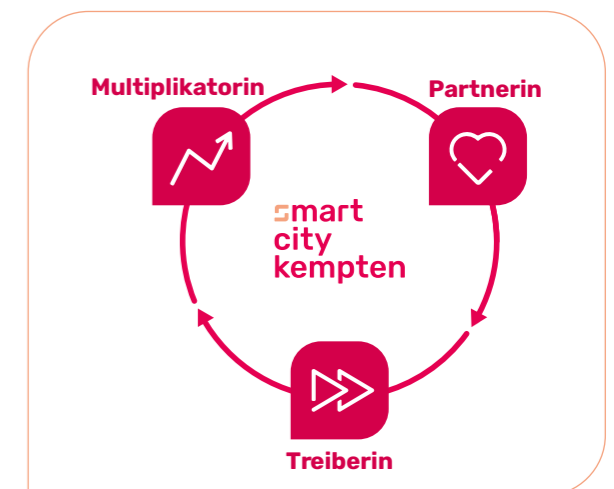 Multiplikatorin
Partnerin
smart
city
kempten
Treiberin